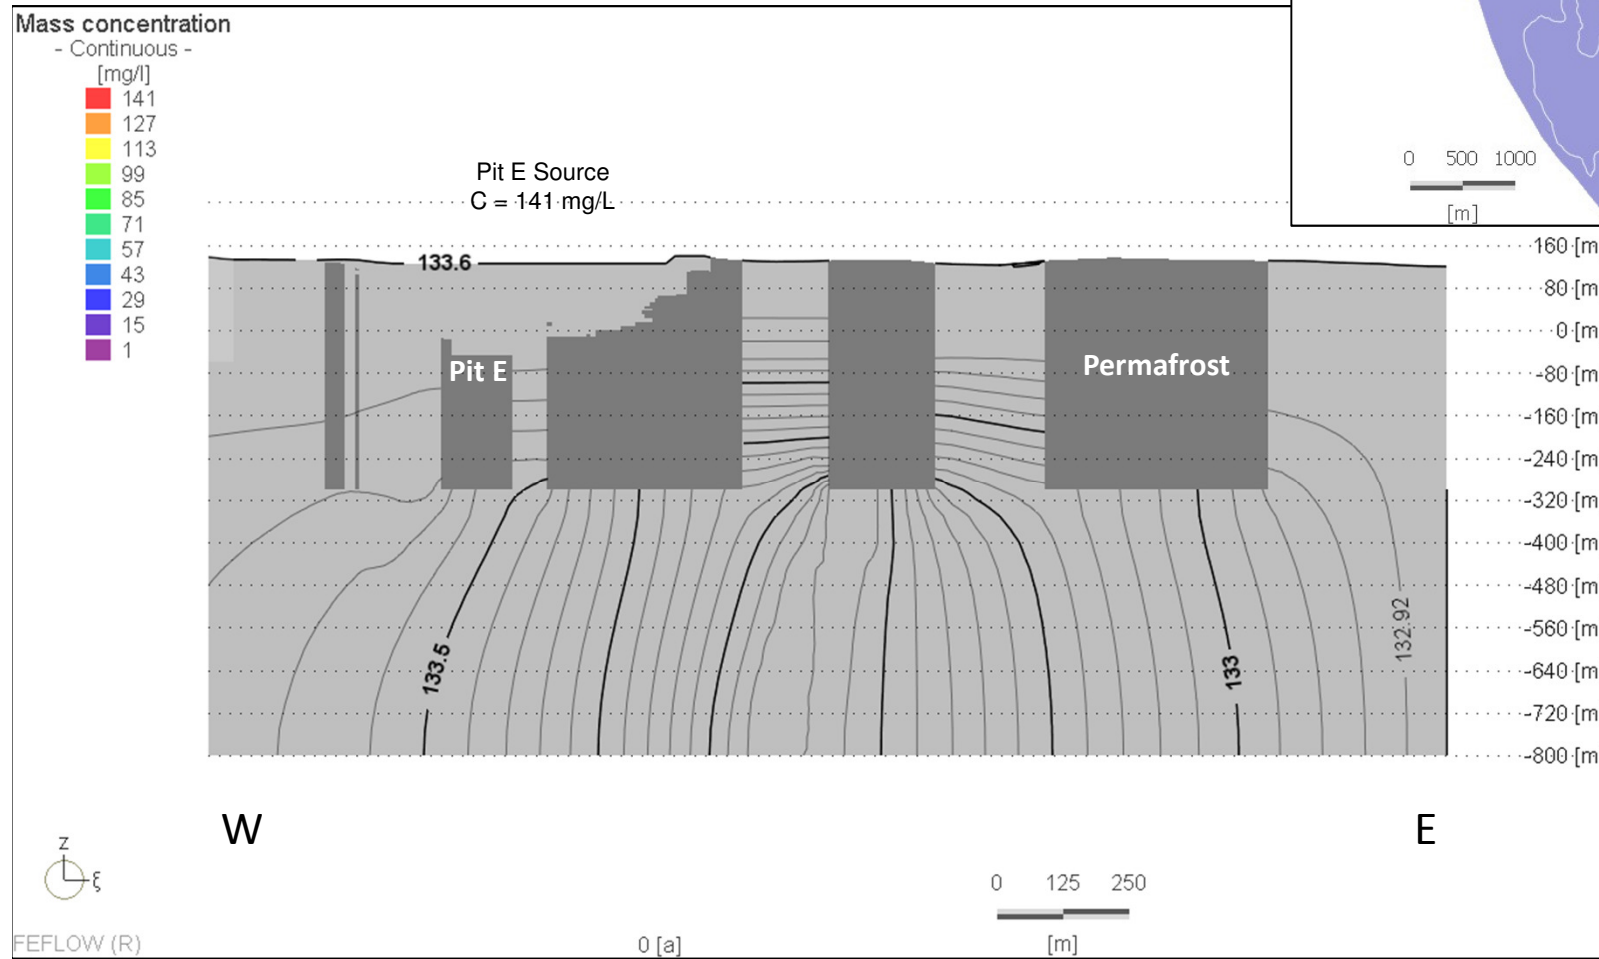 Mass concentration
- Continuous -
[mg/l]
141
127
113
99
85
71
57
43
29
15
1
Pit E Source
C = 141 mg/L
0 500 1000
[m]
160 [m
80 [m
0 [m
-80 [m
-160 [m
-240 [m
-320 [m
-400 [m
-480 [m
-560 [m
-640 [m
-720 [m
-800 [m
133.6
Pit E
Permafrost
133.5
133
132.92
W
E
z
ξ
0 125 250
[m]
FEFLOW (R)
0 [a]